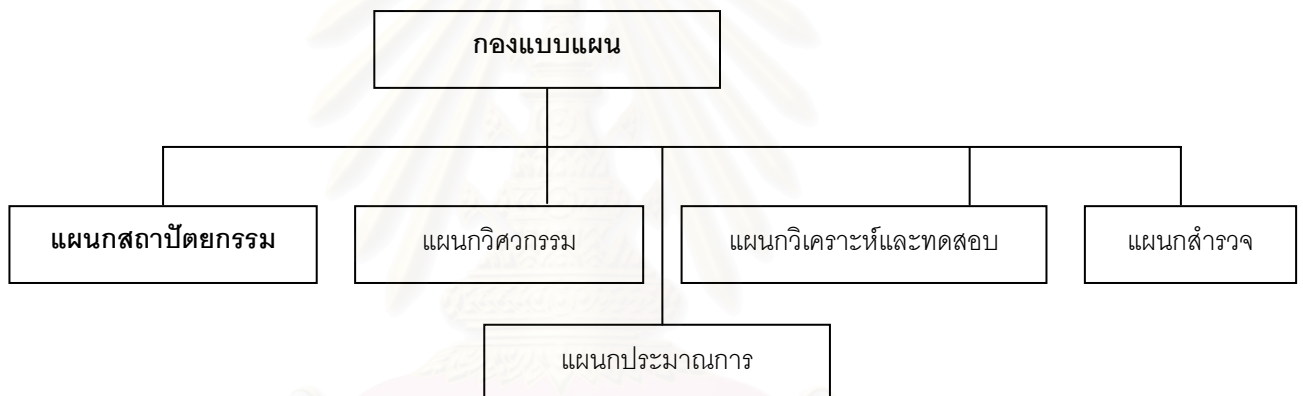 กองแบบแผน
แผนกสถาปัตยกรรม
แผนกวิศวกรรม
แผนกวิเคราะห์และทดสอบ
แผนกสำรวจ
แผนกประมาณการ